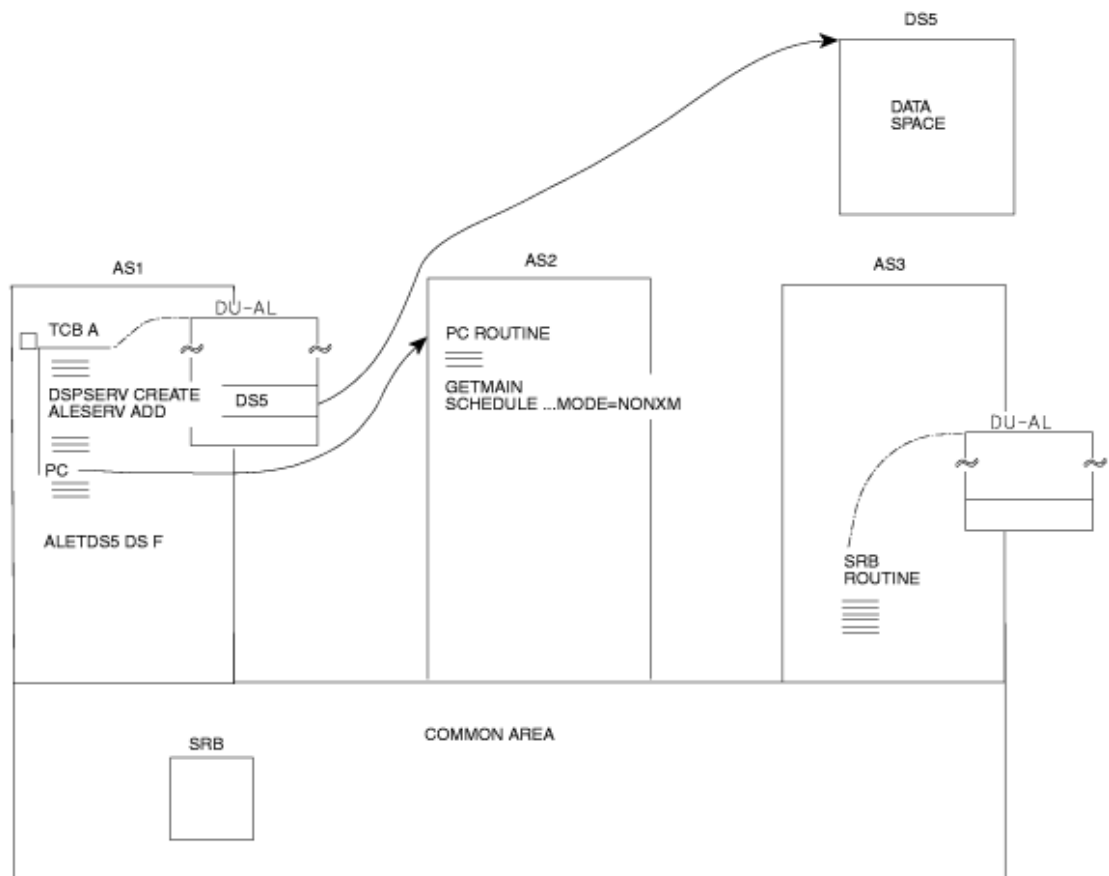 DS5
DATA
SPACE
AS1
AS2
AS3
DU-AL
TCB A
DSPSERV CREATE
ALESERV ADD
DS5
PC
ALETDS5 DS F
PC ROUTINE
GETMAIN
SCHEDULE ...MODE=NONXM
DU-AL
SRB
ROUTINE
COMMON AREA
SRB